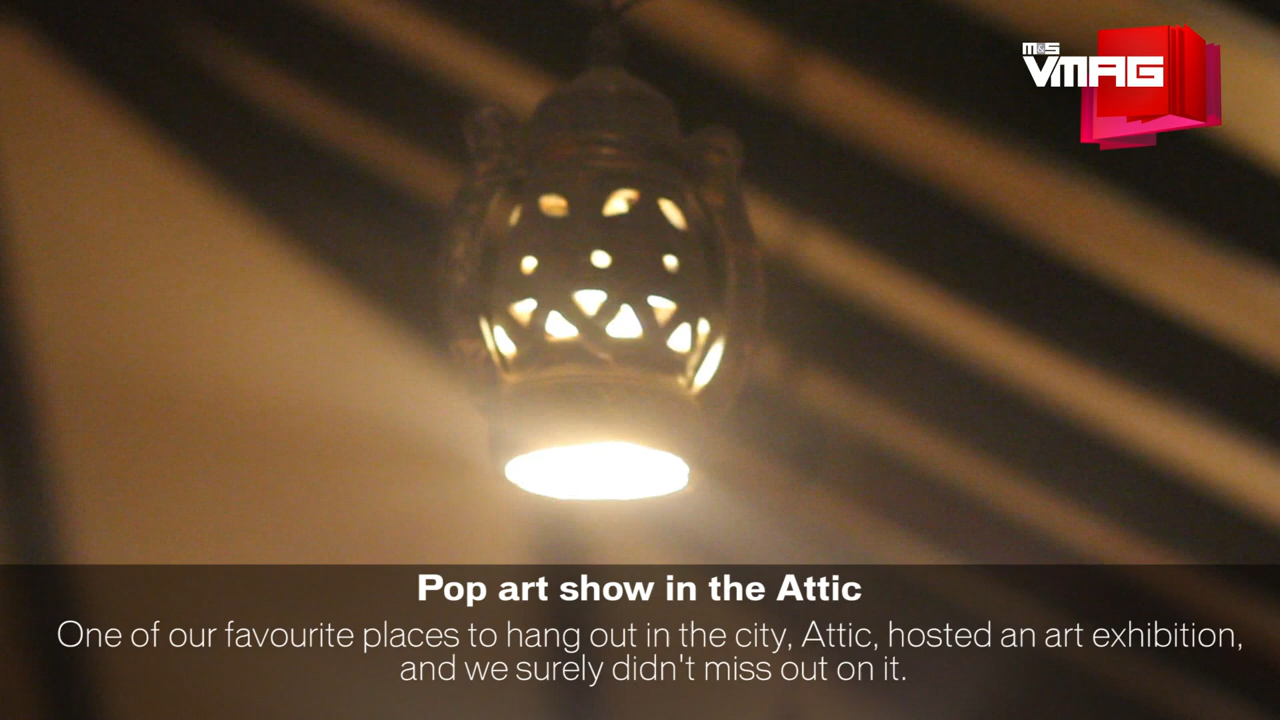 M&S
VMAG
Pop art show in the Attic
One of our favourite places to hang out in the city, Attic, hosted an art exhibition,
and we surely didn't miss out on it.